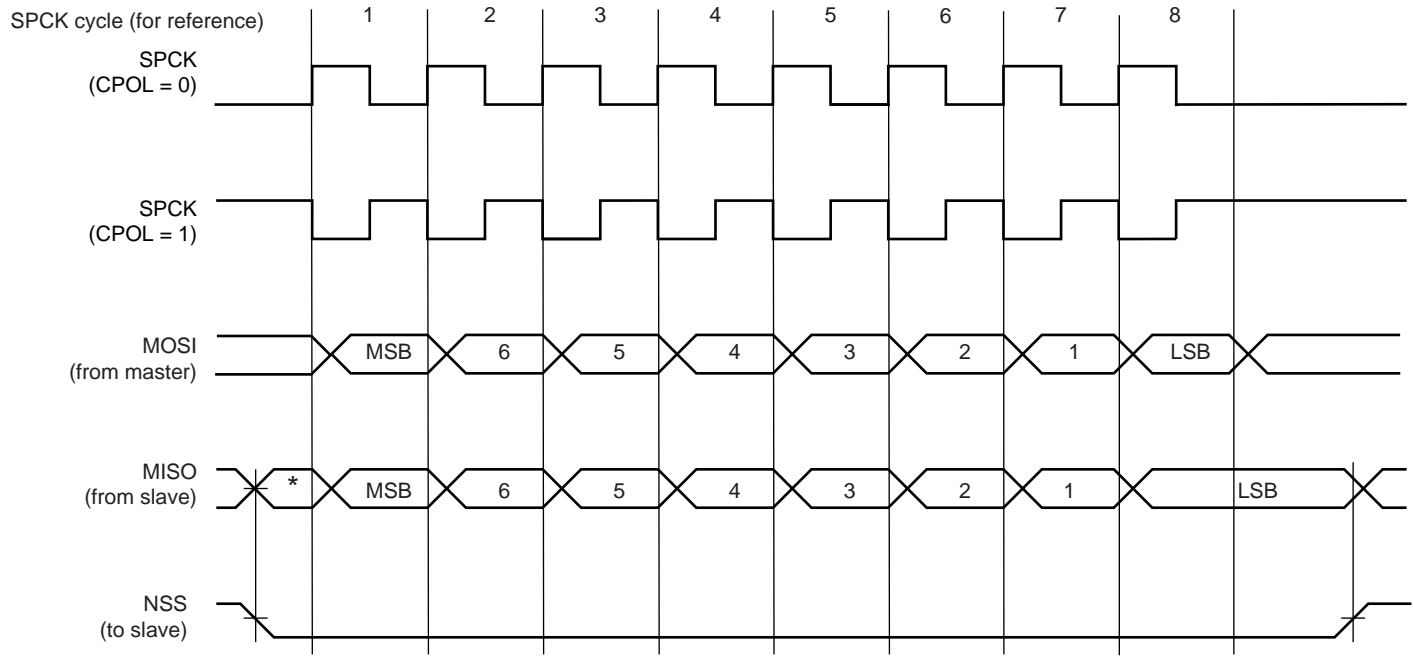 SPCK cycle (for reference) 1 2 3 4 5 6 7 8
SPCK
(CPOL = 0)
SPCK
(CPOL = 1)
MOSI
(from master)
MSB 6 5 4 3 2 1 LSB
MISO
(from slave)
* MSB 6 5 4 3 2 1 LSB
NSS
(to slave)